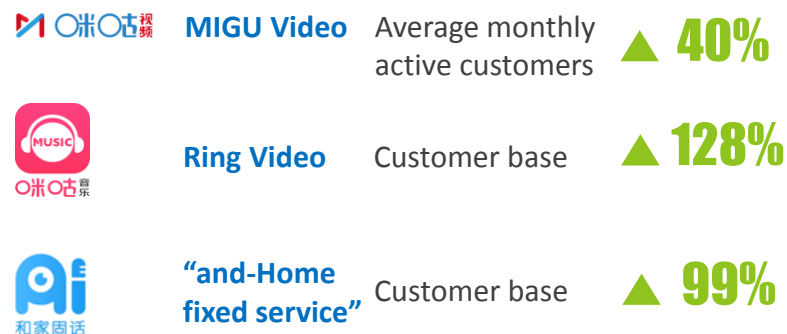 咪咕视频 MIGU Video Average monthly active customers ▲ 40%
MUSIC
咪咕音乐
Ring Video Customer base ▲ 128%
Ai
和家固话
“and-Home fixed service” Customer base ▲ 99%